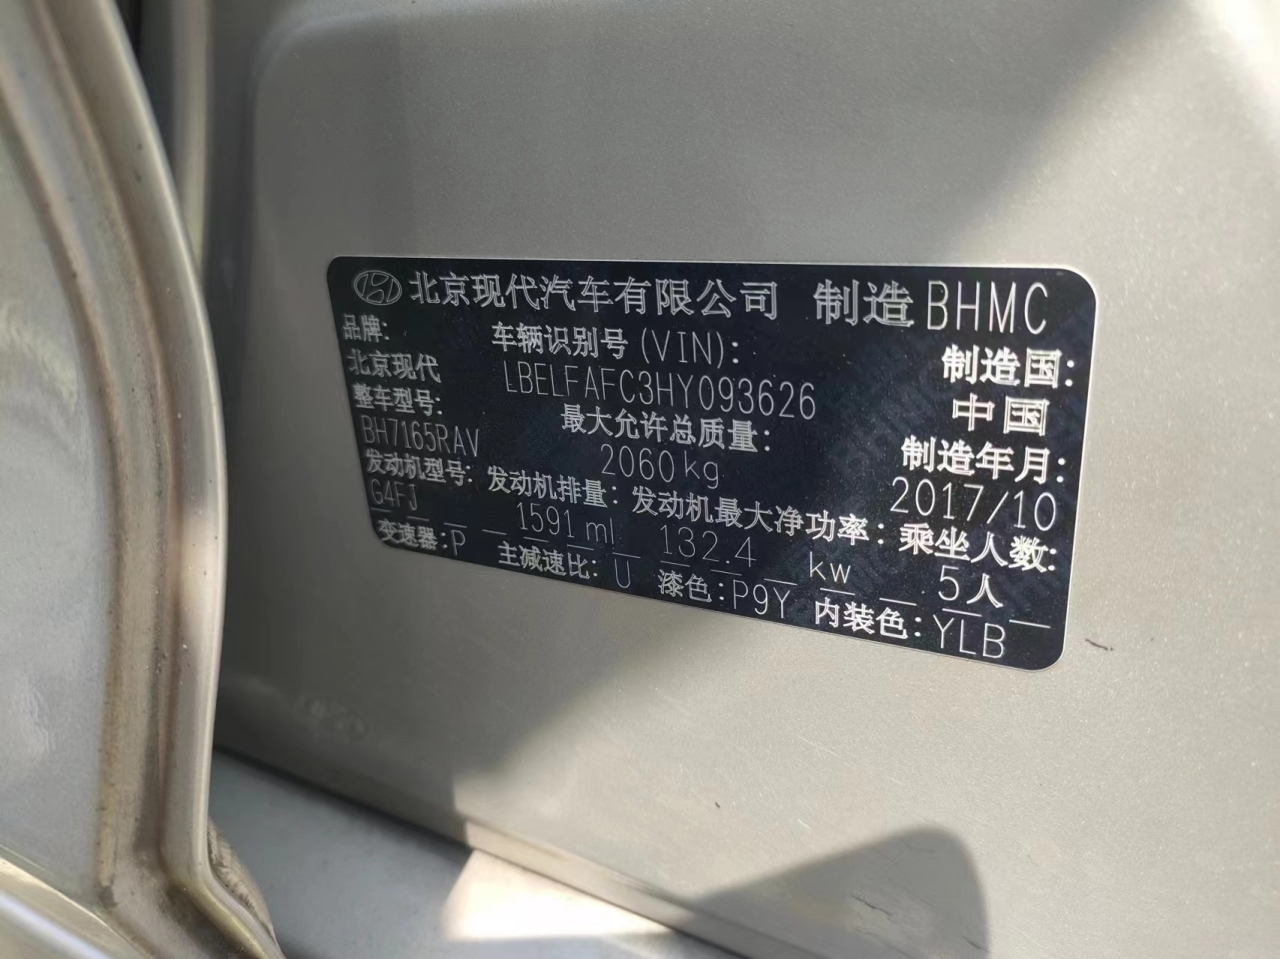 北京现代汽车有限公司 制造 BHMC
品牌: 车辆识别号 (VIN): 制造国:
北京现代 LBELFAFC3HY093626 中国
整车型号: 最大允许总质量: 制造年月:
BH7165RAV 2060kg 2017/10
发动机型号: 发动机排量: 发动机最大净功率: 乘坐人数:
G4FJ 1591 ml 132.4 kw 5人
变速器:P 主减速比: U 漆色:P9Y 内装色:YLB